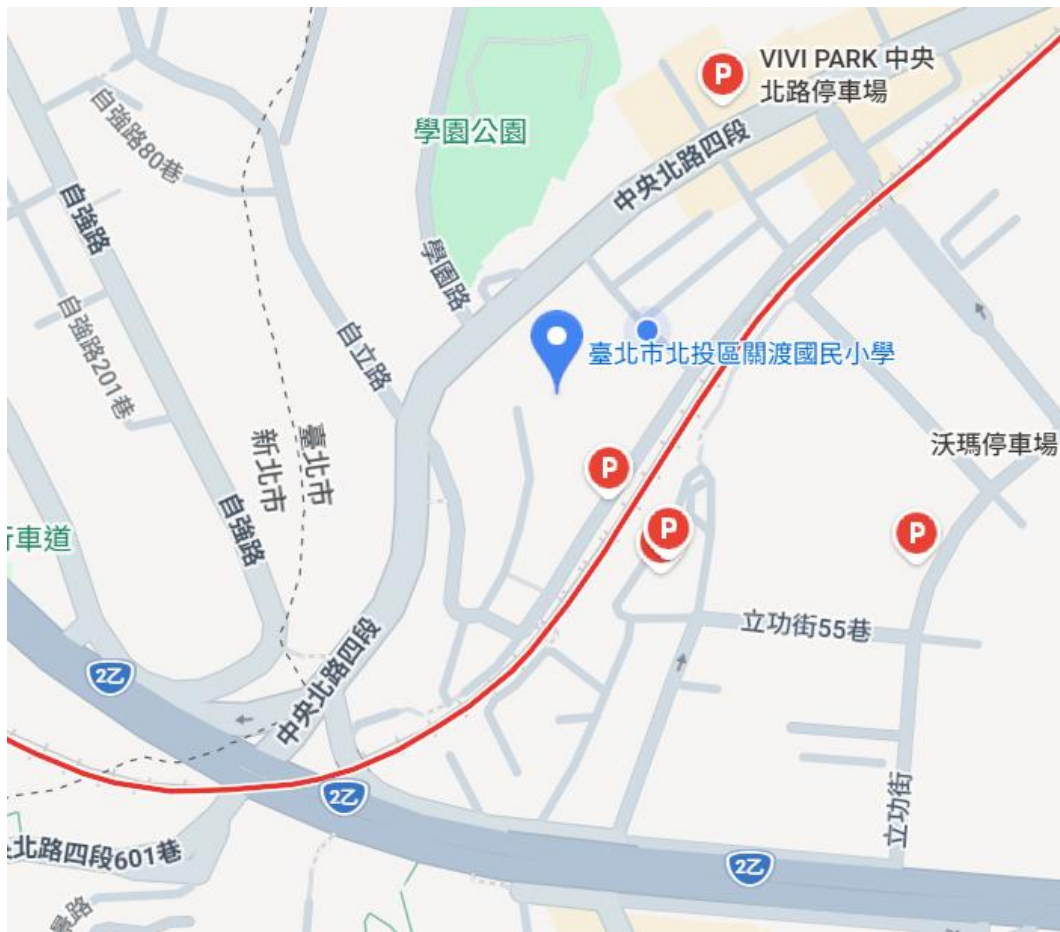 VIVI PARK 中央
北路停車場
自強路80巷
學園公園
中央北路四段
自強路
學園路
自強路201巷
自立路
臺北市北投區關渡國民小學
臺北市
新北市
沃瑪停車場
自強路
行車道
立功街55巷
中央北路四段
2乙
2乙
立功街
北路四段601巷
2乙
景路
P
P
P
P